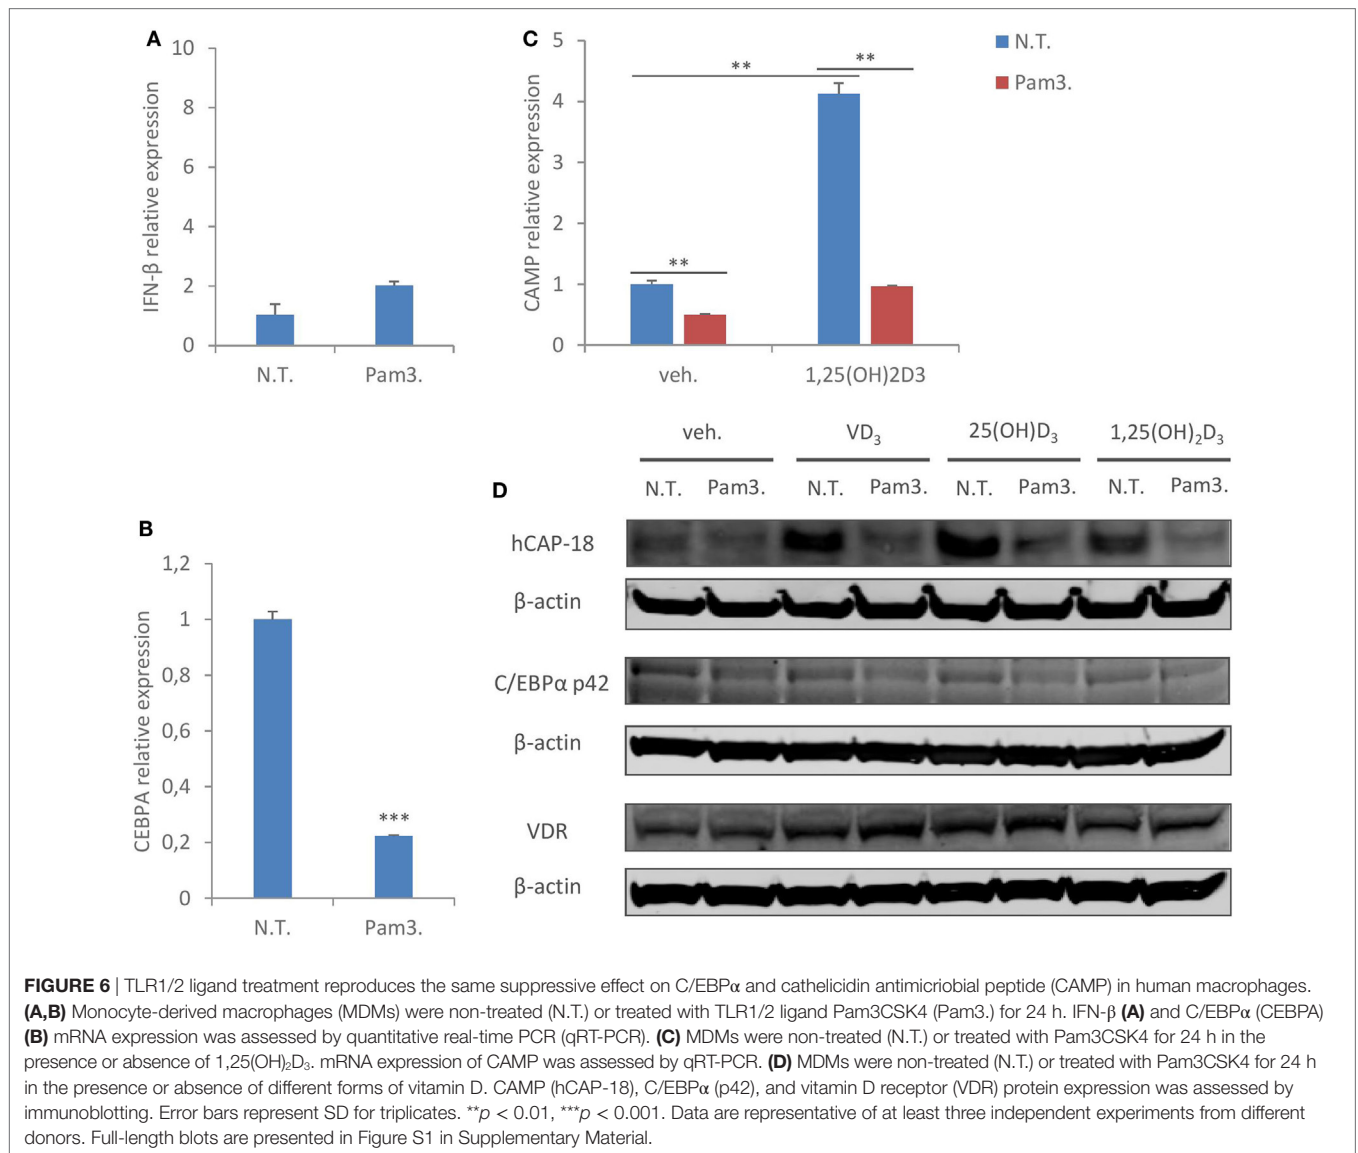 A
IFN-β relative expression
10
8
6
4
2
0
N.T.
Pam3.
C
CAMP relative expression
5
4
3
2
1
0
**
**
**
veh.
1,25(OH)2D3
N.T.
Pam3.
B
CEBPA relative expression
1,2
1
0,8
0,6
0,4
0,2
0
***
N.T.
Pam3.
D
veh. VD₃ 25(OH)D₃ 1,25(OH)₂D₃
N.T. Pam3. N.T. Pam3. N.T. Pam3. N.T. Pam3.
hCAP-18
β-actin
C/EBPα p42
β-actin
VDR
β-actin
FIGURE 6 | TLR1/2 ligand treatment reproduces the same suppressive effect on C/EBPα and cathelicidin antimicriobial peptide (CAMP) in human macrophages.
(A,B) Monocyte-derived macrophages (MDMs) were non-treated (N.T.) or treated with TLR1/2 ligand Pam3CSK4 (Pam3.) for 24 h. IFN-β (A) and C/EBPα (CEBPA)
(B) mRNA expression was assessed by quantitative real-time PCR (qRT-PCR). (C) MDMs were non-treated (N.T.) or treated with Pam3CSK4 for 24 h in the
presence or absence of 1,25(OH)₂D₃. mRNA expression of CAMP was assessed by qRT-PCR. (D) MDMs were non-treated (N.T.) or treated with Pam3CSK4 for 24 h
in the presence or absence of different forms of vitamin D. CAMP (hCAP-18), C/EBPα (p42), and vitamin D receptor (VDR) protein expression was assessed by
immunoblotting. Error bars represent SD for triplicates. **p < 0.01, ***p < 0.001. Data are representative of at least three independent experiments from different
donors. Full-length blots are presented in Figure S1 in Supplementary Material.